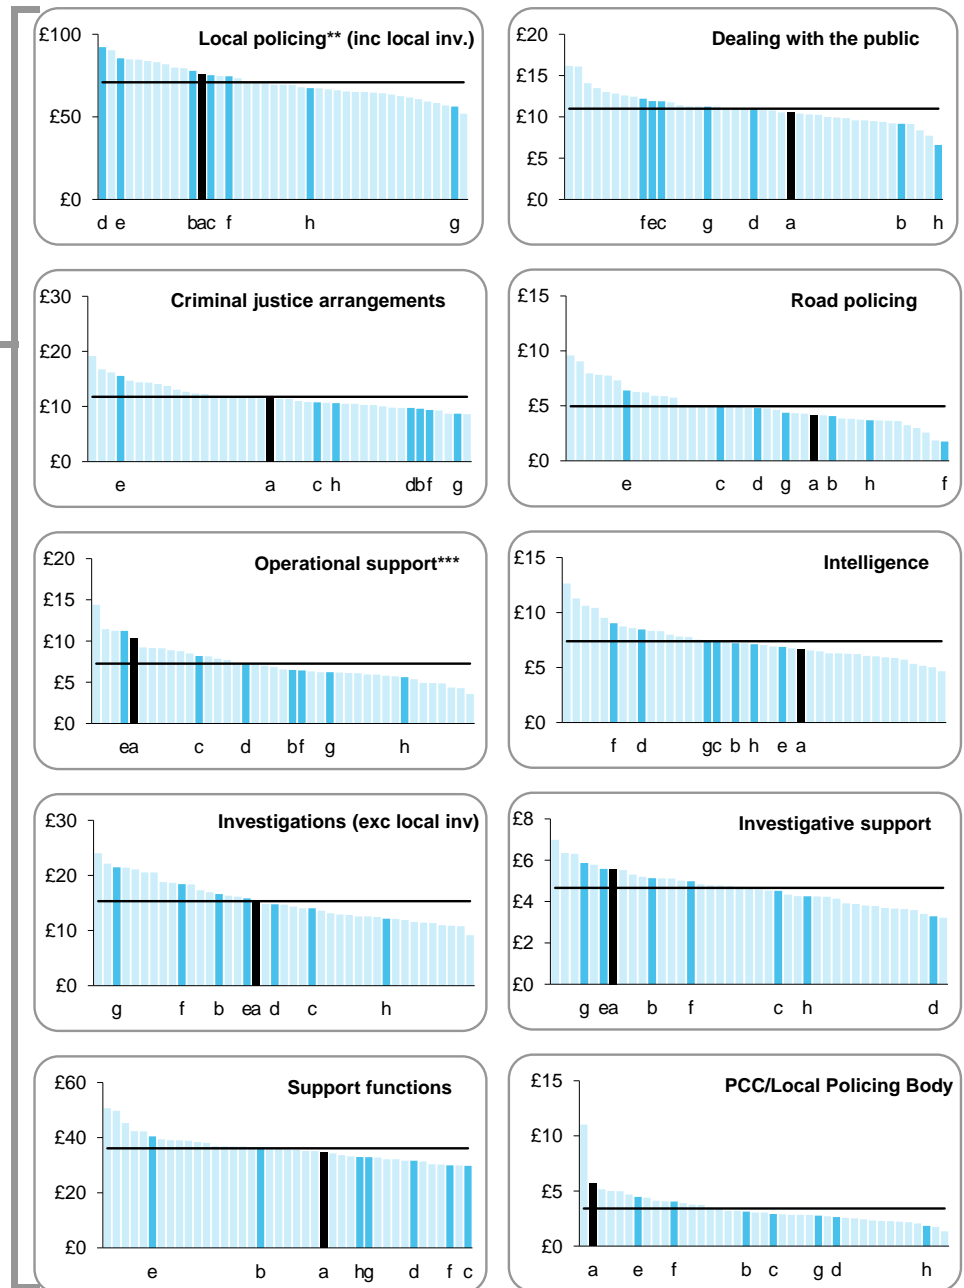 Local policing** (inc local inv.)
£100
£50
£0
d e bac f h g
Dealing with the public
£20
£15
£10
£5
£0
fec g d a b h
Criminal justice arrangements
£30
£20
£10
£0
e a c h dbf g
Road policing
£15
£10
£5
£0
e c d g a b h f
Operational support***
£20
£15
£10
£5
£0
ea c d bf g h
Intelligence
£15
£10
£5
£0
f d gc b h e a
Investigations (exc local inv)
£30
£20
£10
£0
g f b ea d c h
Investigative support
£8
£6
£4
£2
£0
g ea b f c h d
Support functions
£60
£40
£20
£0
e b a hg d f c
PCC/Local Policing Body
£15
£10
£5
£0
a e f b c g d h